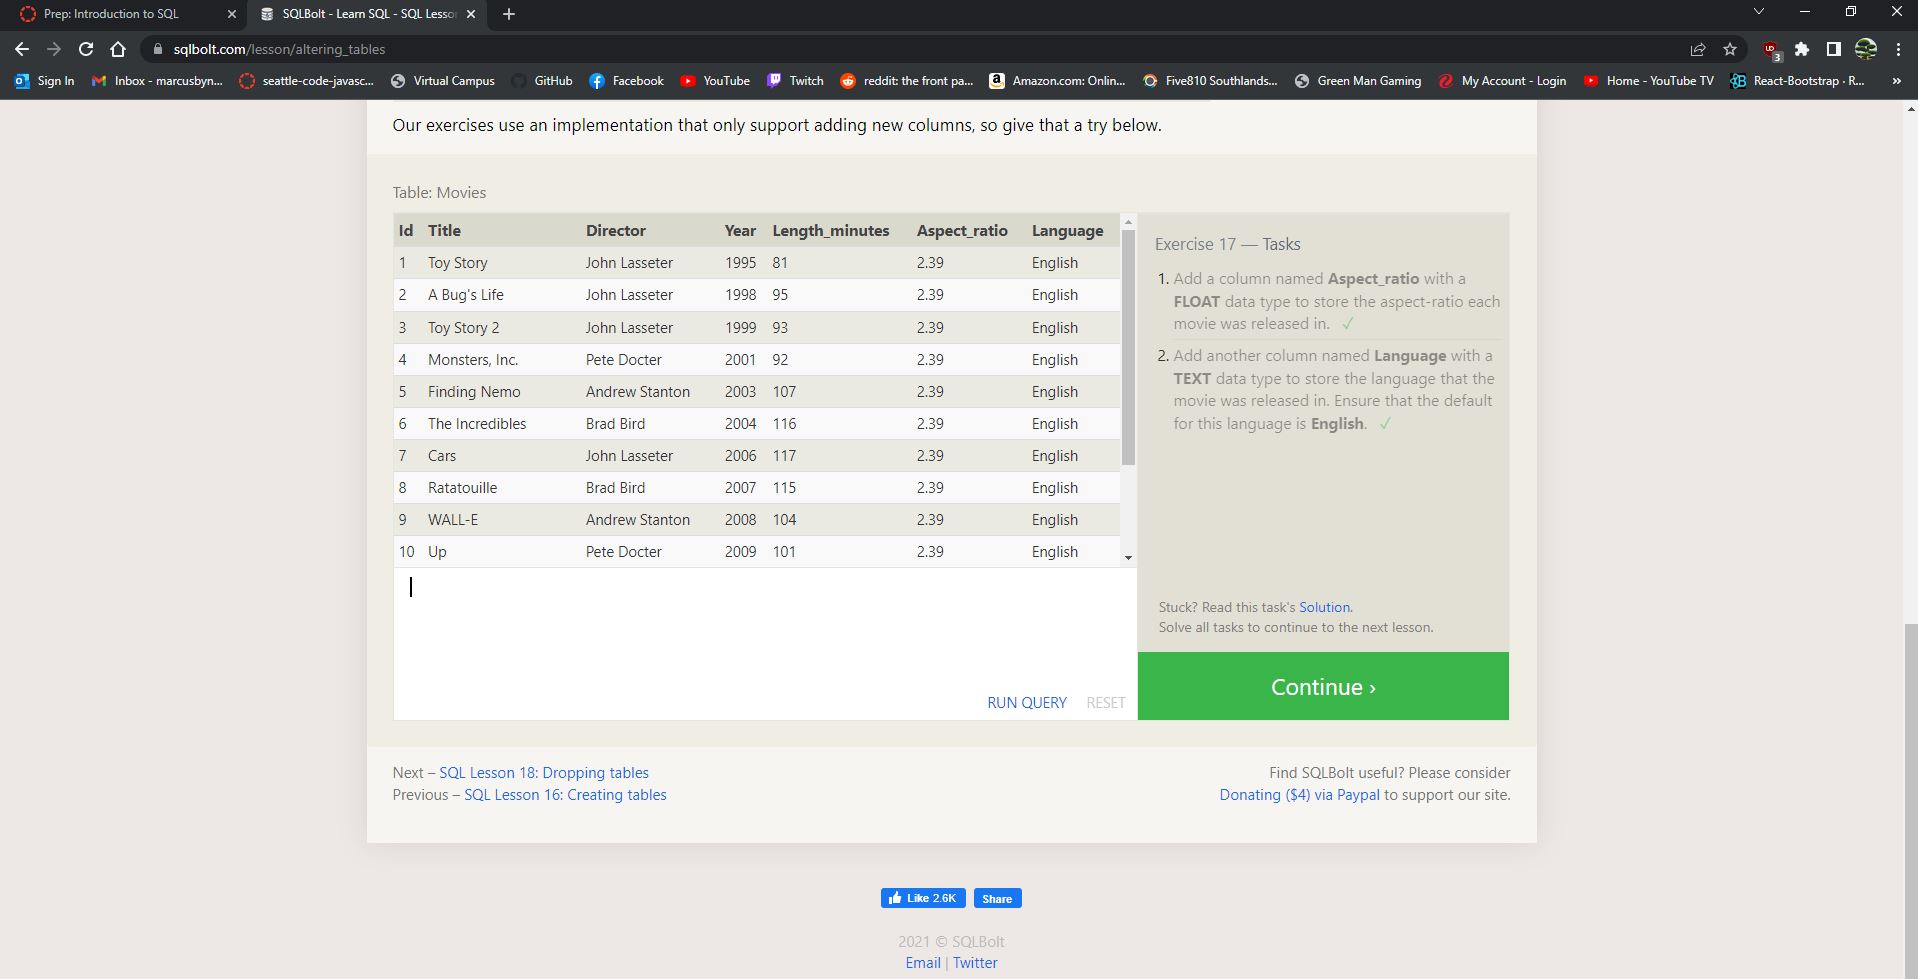 Prep: Introduction to SQL
SQLBolt - Learn SQL - SQL Lesson
sqlbolt.com/lesson/altering_tables
3
Sign In
Inbox - marcusbyn...
seattle-code-javasc...
Virtual Campus
GitHub
Facebook
YouTube
Twitch
reddit: the front pa...
Amazon.com: Onlin...
Five810 Southlands...
Green Man Gaming
My Account - Login
Home - YouTube TV
React-Bootstrap · R...
»
Our exercises use an implementation that only support adding new columns, so give that a try below.
Table: Movies
Id Title Director Year Length_minutes Aspect_ratio Language
1 Toy Story John Lasseter 1995 81 2.39 English
2 A Bug's Life John Lasseter 1998 95 2.39 English
3 Toy Story 2 John Lasseter 1999 93 2.39 English
4 Monsters, Inc. Pete Docter 2001 92 2.39 English
5 Finding Nemo Andrew Stanton 2003 107 2.39 English
6 The Incredibles Brad Bird 2004 116 2.39 English
7 Cars John Lasseter 2006 117 2.39 English
8 Ratatouille Brad Bird 2007 115 2.39 English
9 WALL-E Andrew Stanton 2008 104 2.39 English
10 Up Pete Docter 2009 101 2.39 English
RUN QUERY RESET
Exercise 17 — Tasks
1. Add a column named Aspect_ratio with a
FLOAT data type to store the aspect-ratio each
movie was released in. ✓
2. Add another column named Language with a
TEXT data type to store the language that the
movie was released in. Ensure that the default
for this language is English. ✓
Stuck? Read this task's Solution.
Solve all tasks to continue to the next lesson.
Continue ›
Next – SQL Lesson 18: Dropping tables
Previous – SQL Lesson 16: Creating tables
Find SQLBolt useful? Please consider
Donating ($4) via Paypal to support our site.
Like 2.6K
Share
2021 © SQLBolt
Email | Twitter